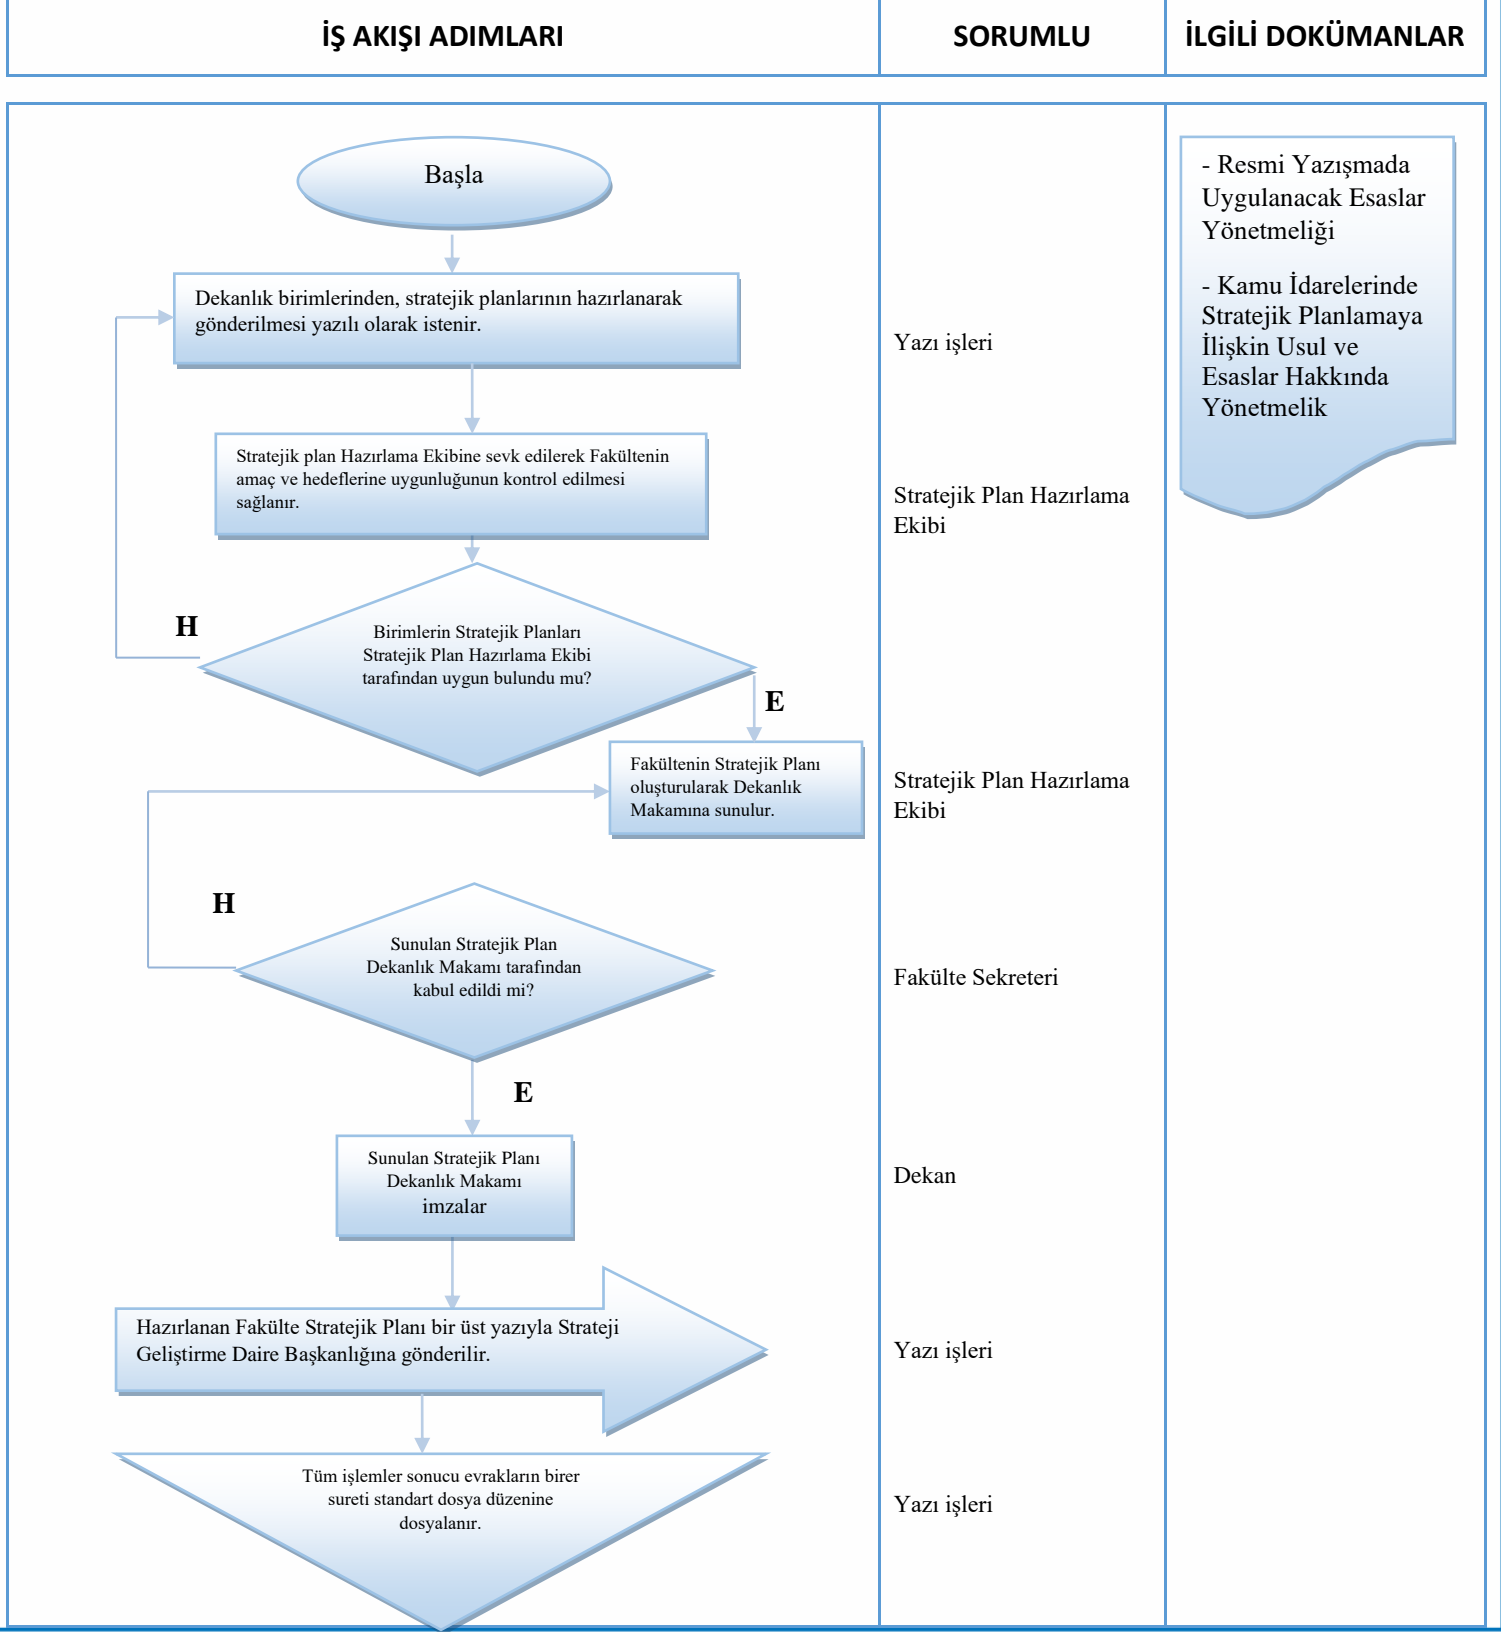 İŞ AKIŞI ADIMLARI
SORUMLU
İLGİLİ DOKÜMANLAR
Başla
Dekanlık birimlerinden, stratejik planlarının hazırlanarak
gönderilmesi yazılı olarak istenir.
Yazı işleri
- Resmi Yazışmada
Uygulanacak Esaslar
Yönetmeliği
- Kamu İdarelerinde
Stratejik Planlamaya
İlişkin Usul ve
Esaslar Hakkında
Yönetmelik
Stratejik plan Hazırlama Ekibine sevk edilerek Fakültenin
amaç ve hedeflerine uygunluğunun kontrol edilmesi
sağlanır.
Stratejik Plan Hazırlama
Ekibi
H
Birimlerin Stratejik Planları
Stratejik Plan Hazırlama Ekibi
tarafından uygun bulundu mu?
E
Fakültenin Stratejik Planı
oluşturularak Dekanlık
Makamına sunulur.
Stratejik Plan Hazırlama
Ekibi
H
Sunulan Stratejik Plan
Dekanlık Makamı tarafından
kabul edildi mi?
Fakülte Sekreteri
E
Sunulan Stratejik Planı
Dekanlık Makamı
imzalar
Dekan
Hazırlanan Fakülte Stratejik Planı bir üst yazıyla Strateji
Geliştirme Daire Başkanlığına gönderilir.
Yazı işleri
Tüm işlemler sonucu evrakların birer
sureti standart dosya düzenine
dosyalanır.
Yazı işleri